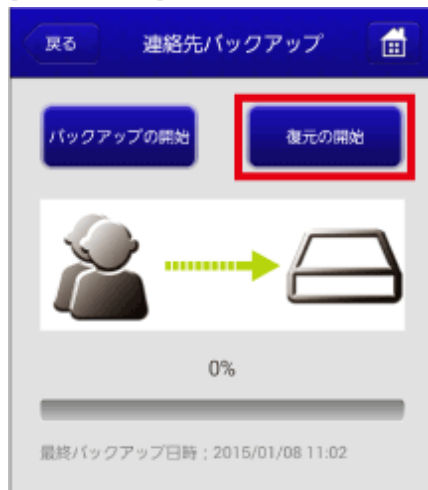 戻る 連絡先バックアップ
バックアップの開始 復元の開始
0%
最終バックアップ日時：2015/01/08 11:02